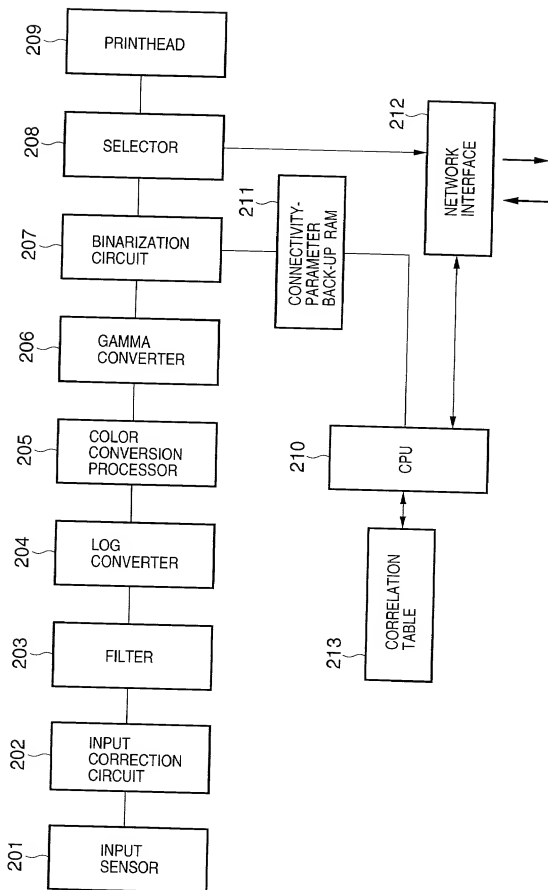 201
INPUT
SENSOR
202
INPUT
CORRECTION
CIRCUIT
203
FILTER
204
LOG
CONVERTER
205
COLOR
CONVERSION
PROCESSOR
206
GAMMA
CONVERTER
207
BINARIZATION
CIRCUIT
208
SELECTOR
209
PRINTHEAD
211
CONNECTIVITY-
PARAMETER
BACK-UP RAM
212
NETWORK
INTERFACE
210
CPU
213
CORRELATION
TABLE